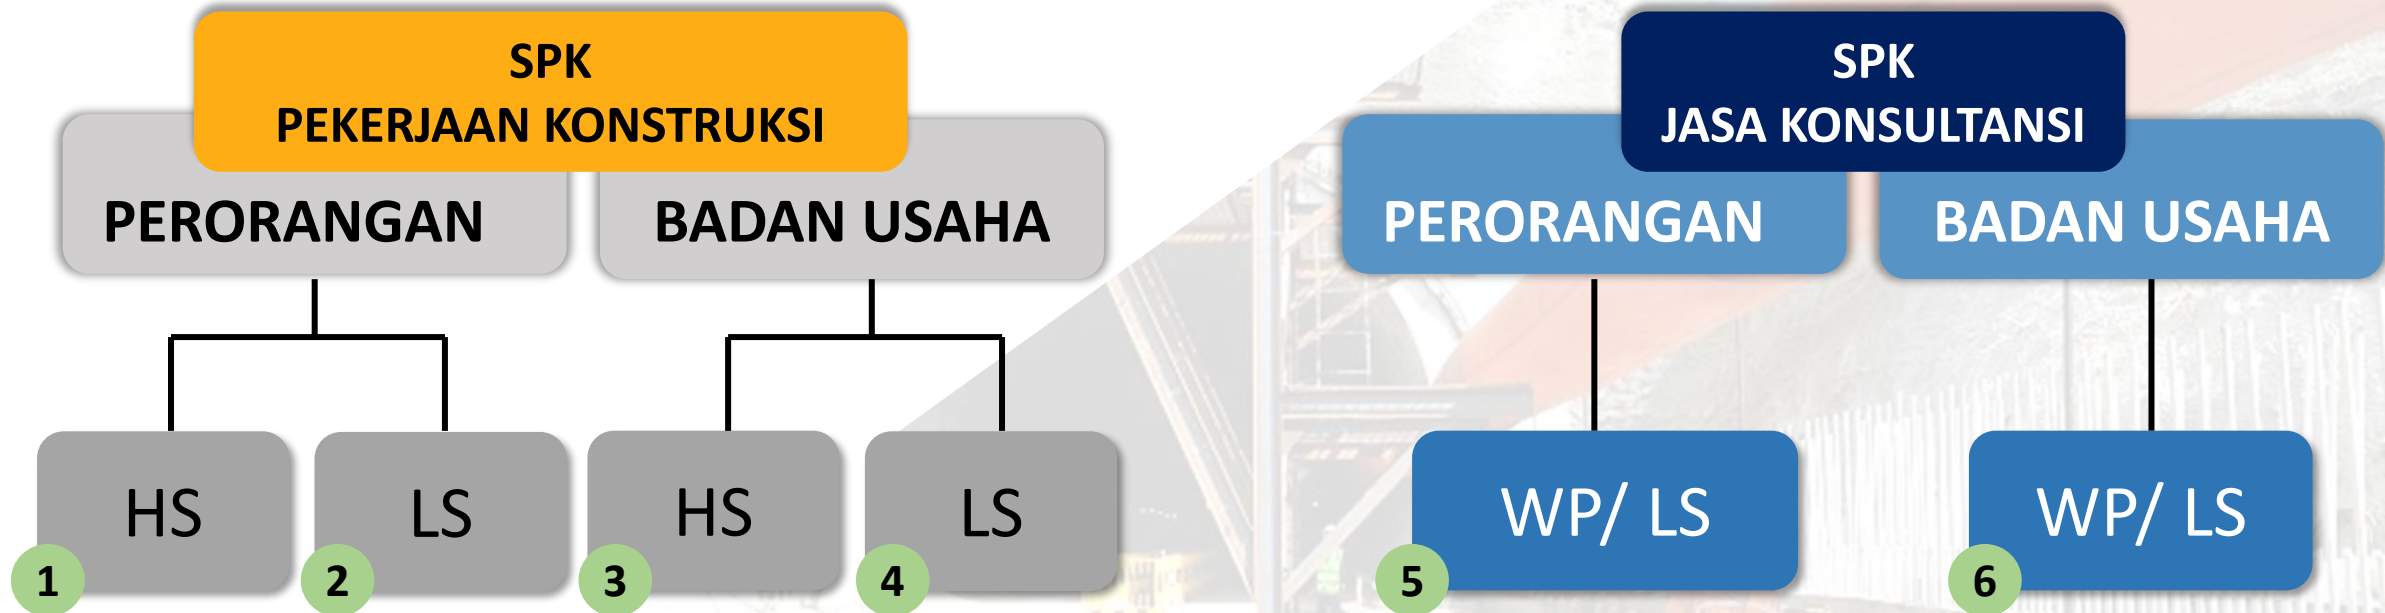 SPK
PEKERJAAN KONSTRUKSI
PERORANGAN
BADAN USAHA
HS
LS
HS
LS
1
2
3
4
SPK
JASA KONSULTANSI
PERORANGAN
BADAN USAHA
WP/ LS
WP/ LS
5
6